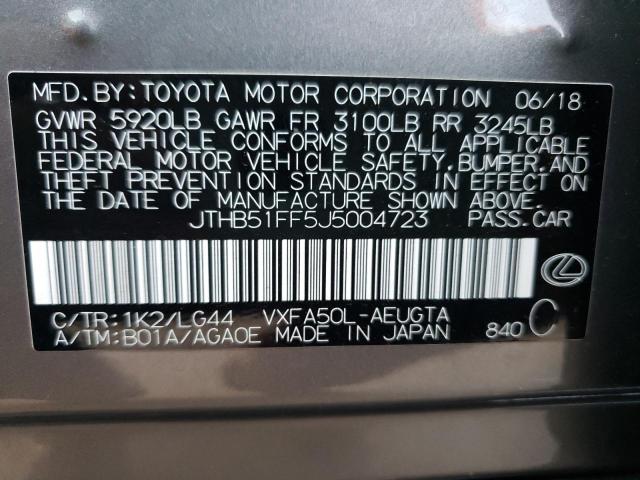 MFD. BY: TOYOTA MOTOR CORPORATION 06/18
GVWR 5920LB GAWR FR 3100LB RR 3245LB
THIS VEHICLE CONFORMS TO ALL APPLICABLE
FEDERAL MOTOR VEHICLE SAFETY, BUMPER, AND
THEFT PREVENTION STANDARDS IN EFFECT ON
THE DATE OF MANUFACTURE SHOWN ABOVE.
JTHB51FF5J5004723 PASS. CAR
C/TR: 1K2/LG44 VXFA50L-AEUGTA
A/TM: B01A/AGA0E MADE IN JAPAN 840